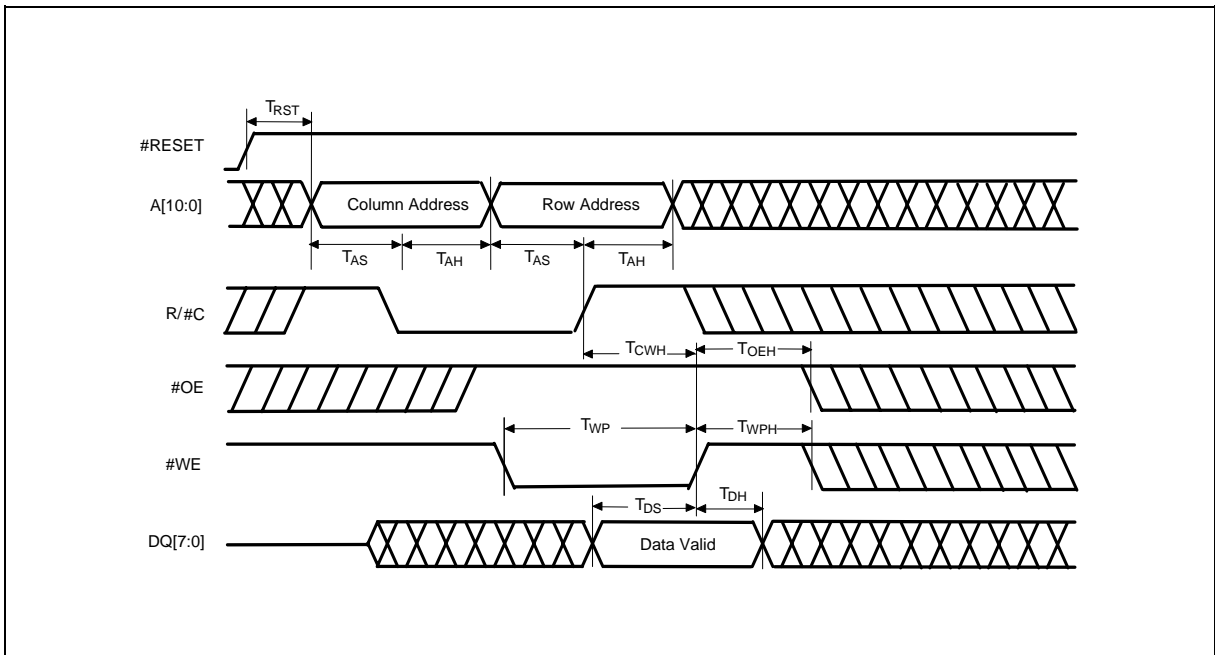 TRST
#RESET
A[10:0]
Column Address
Row Address
TAS
TAH
TAS
TAH
R/#C
TCWH
TOEH
#OE
TWP
TWPH
#WE
TDS
TDH
DQ[7:0]
Data Valid